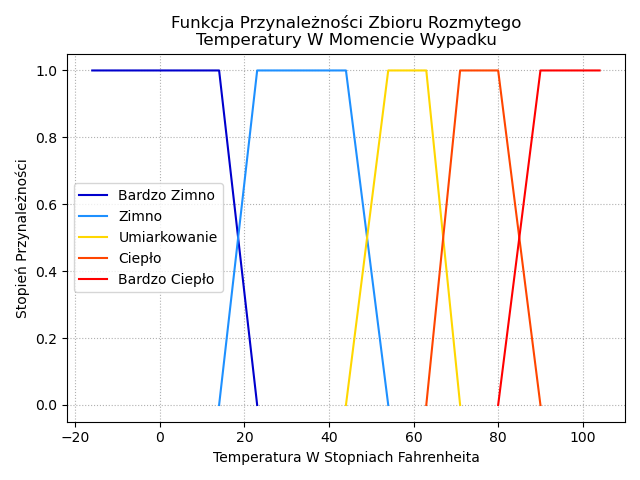 Funkcja Przynależności Zbioru Rozmytego
Temperatury W Momencie Wypadku
1.0
0.8
0.6
0.4
0.2
0.0
Stopień Przynależności
Bardzo Zimno
Zimno
Umiarkowanie
Ciepło
Bardzo Ciepło
−20 0 20 40 60 80 100
Temperatura W Stopniach Fahrenheita